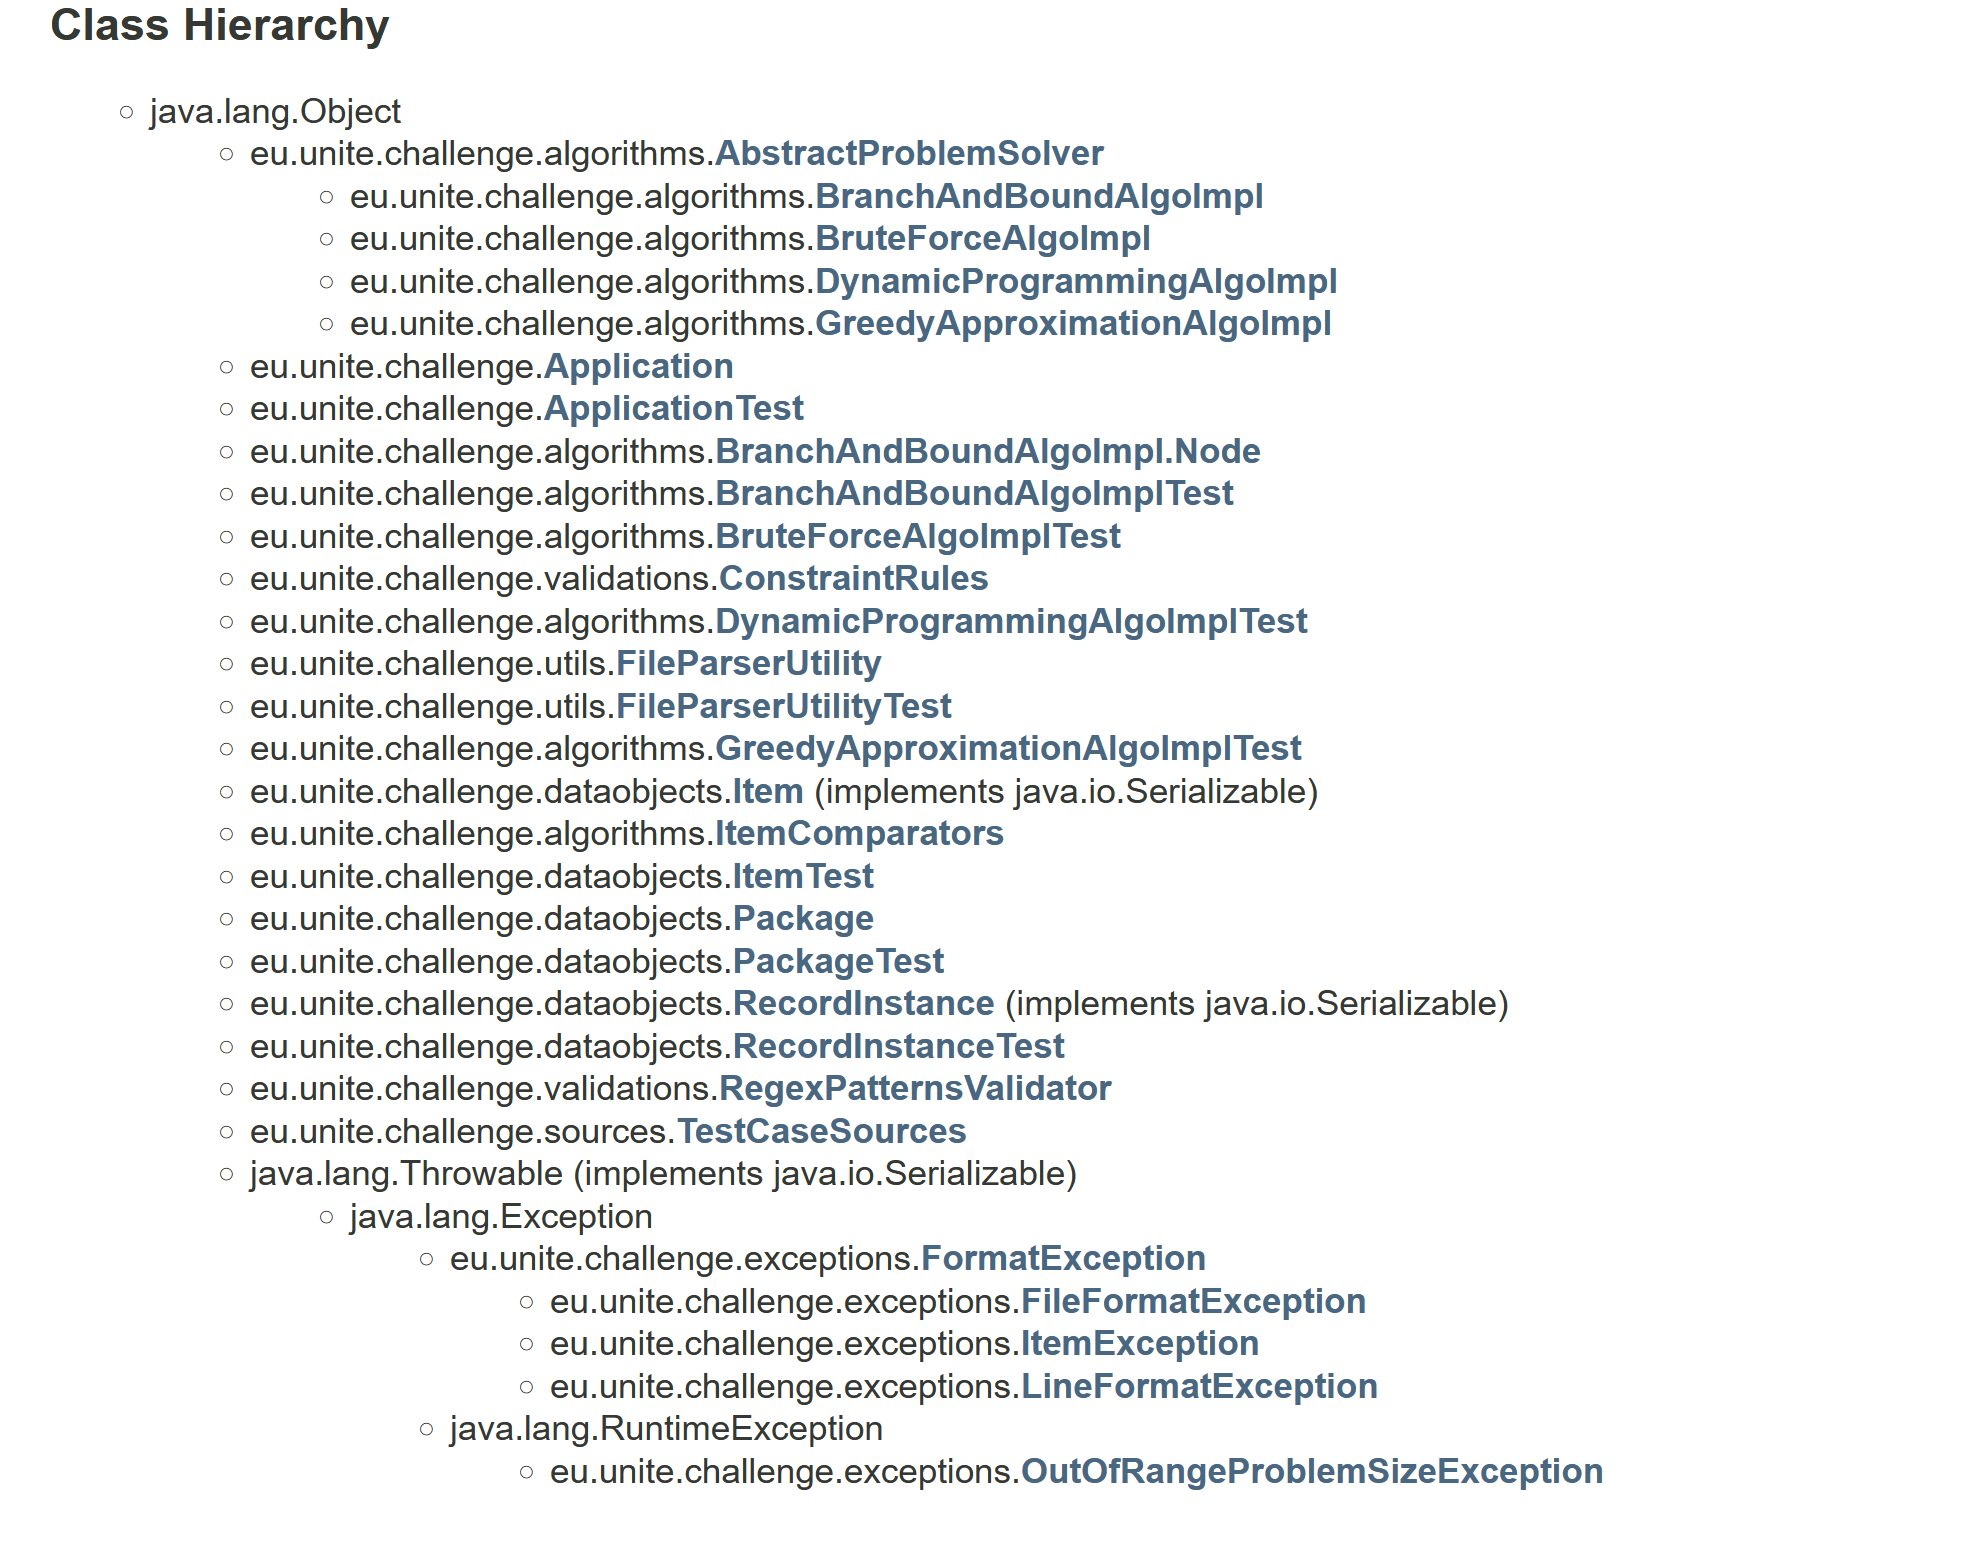 Class Hierarchy
java.lang.Object
eu.unite.challenge.algorithms.AbstractProblemSolver
eu.unite.challenge.algorithms.BranchAndBoundAlgoImpl
eu.unite.challenge.algorithms.BruteForceAlgoImpl
eu.unite.challenge.algorithms.DynamicProgrammingAlgoImpl
eu.unite.challenge.algorithms.GreedyApproximationAlgoImpl
eu.unite.challenge.Application
eu.unite.challenge.ApplicationTest
eu.unite.challenge.algorithms.BranchAndBoundAlgoImpl.Node
eu.unite.challenge.algorithms.BranchAndBoundAlgoImplTest
eu.unite.challenge.algorithms.BruteForceAlgoImplTest
eu.unite.challenge.validations.ConstraintRules
eu.unite.challenge.algorithms.DynamicProgrammingAlgoImplTest
eu.unite.challenge.utils.FileParserUtility
eu.unite.challenge.utils.FileParserUtilityTest
eu.unite.challenge.algorithms.GreedyApproximationAlgoImplTest
eu.unite.challenge.dataobjects.Item (implements java.io.Serializable)
eu.unite.challenge.algorithms.ItemComparators
eu.unite.challenge.dataobjects.ItemTest
eu.unite.challenge.dataobjects.Package
eu.unite.challenge.dataobjects.PackageTest
eu.unite.challenge.dataobjects.RecordInstance (implements java.io.Serializable)
eu.unite.challenge.dataobjects.RecordInstanceTest
eu.unite.challenge.validations.RegexPatternsValidator
eu.unite.challenge.sources.TestCaseSources
java.lang.Throwable (implements java.io.Serializable)
java.lang.Exception
eu.unite.challenge.exceptions.FormatException
eu.unite.challenge.exceptions.FileFormatException
eu.unite.challenge.exceptions.ItemException
eu.unite.challenge.exceptions.LineFormatException
java.lang.RuntimeException
eu.unite.challenge.exceptions.OutOfRangeProblemSizeException